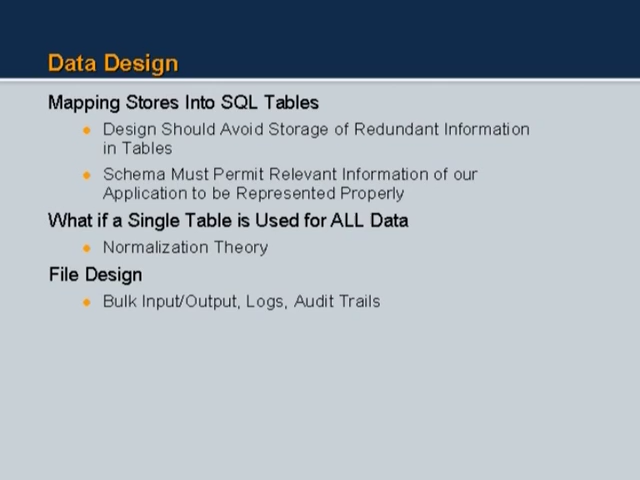 Data Design
Mapping Stores Into SQL Tables
Design Should Avoid Storage of Redundant Information
in Tables
Schema Must Permit Relevant Information of our
Application to be Represented Properly
What if a Single Table is Used for ALL Data
Normalization Theory
File Design
Bulk Input/Output, Logs, Audit Trails